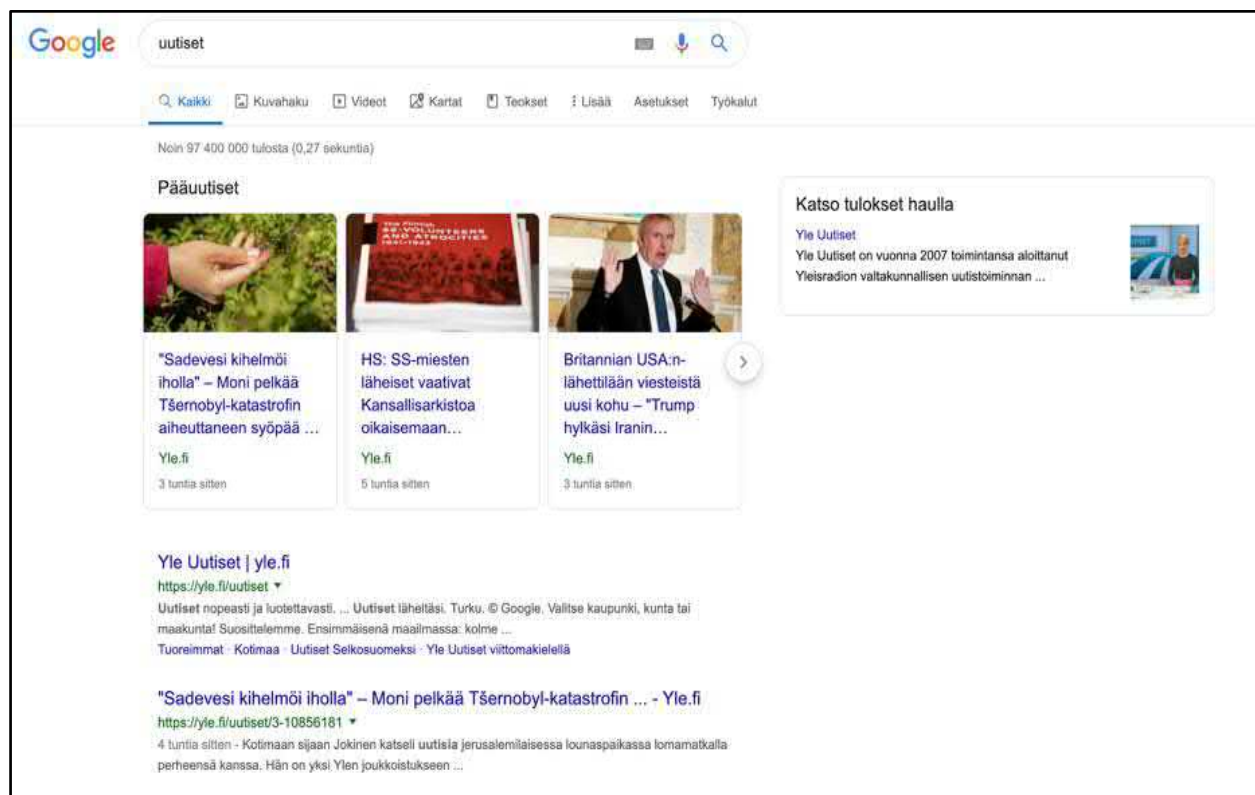 Google
uutiset
Kaikki Kuvahaku Videot Kartat Teokset Lisää Asetukset Työkalut
Noin 97 400 000 tulosta (0,27 sekuntia)
Pääuutiset
SS-VOLUNTEERS
AND ATROCITIES
1941-1943
"Sadevesi kihelmöi
iholla" – Moni pelkää
Tšernobyl-katastrofin
aiheuttaneen syöpää ...
Yle.fi
3 tuntia sitten
HS: SS-miesten
läheiset vaativat
Kansallisarkistoa
oikaisemaan...
Yle.fi
5 tuntia sitten
Britannian USA:n-
lähettilään viesteistä
uusi kohu – "Trump
hylkäsi Iranin...
Yle.fi
3 tuntia sitten
Katso tulokset haulla
Yle Uutiset
Yle Uutiset on vuonna 2007 toimintansa aloittanut
Yleisradion valtakunnallisen uutistoiminnan ...
Yle Uutiset | yle.fi
https://yle.fi/uutiset
Uutiset nopeasti ja luotettavasti. ... Uutiset läheltäsi. Turku. © Google. Valitse kaupunki, kunta tai
maakunta! Suosittelemme. Ensimmäisenä maailmassa: kolme ...
Tuoreimmat · Kotimaa · Uutiset Selkosuomeksi · Yle Uutiset viittomakielellä
"Sadevesi kihelmöi iholla" – Moni pelkää Tšernobyl-katastrofin ... - Yle.fi
https://yle.fi/uutiset/3-10856181
4 tuntia sitten - Kotimaan sijaan Jokinen katseli uutisia jerusalemilaisessa lounaspaikassa lomamatkalla
perheensä kanssa. Hän on yksi Ylen joukkoistukseen ...